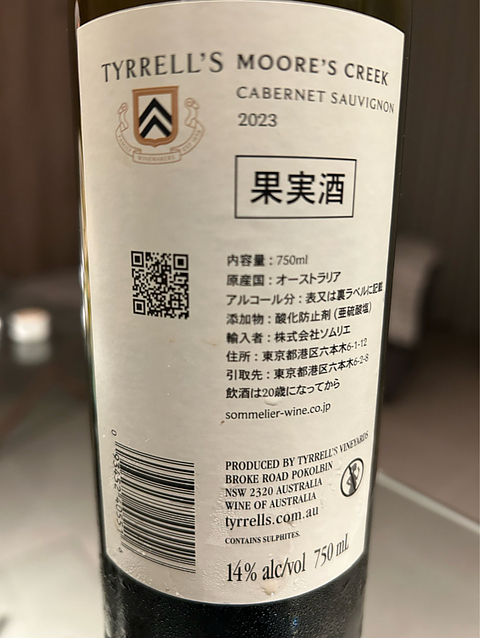 TYRRELL'S MOORE'S CREEK
CABERNET SAUVIGNON
2023
果実酒
内容量：750ml
原産国：オーストラリア
アルコール分：表又は裏ラベルに記載
添加物：酸化防止剤（亜硫酸塩）
輸入者：株式会社ソムリエ
住所：東京都港区六本木6-1-12
引取先：東京都港区六本木6-2-8
飲酒は20歳になってから
sommelier-wine.co.jp
PRODUCED BY TYRRELL'S VINEYARDS
BROKE ROAD POKOLBIN
NSW 2320 AUSTRALIA
WINE OF AUSTRALIA
tyrrells.com.au
CONTAINS SULPHITES.
14% alc/vol 750 mL